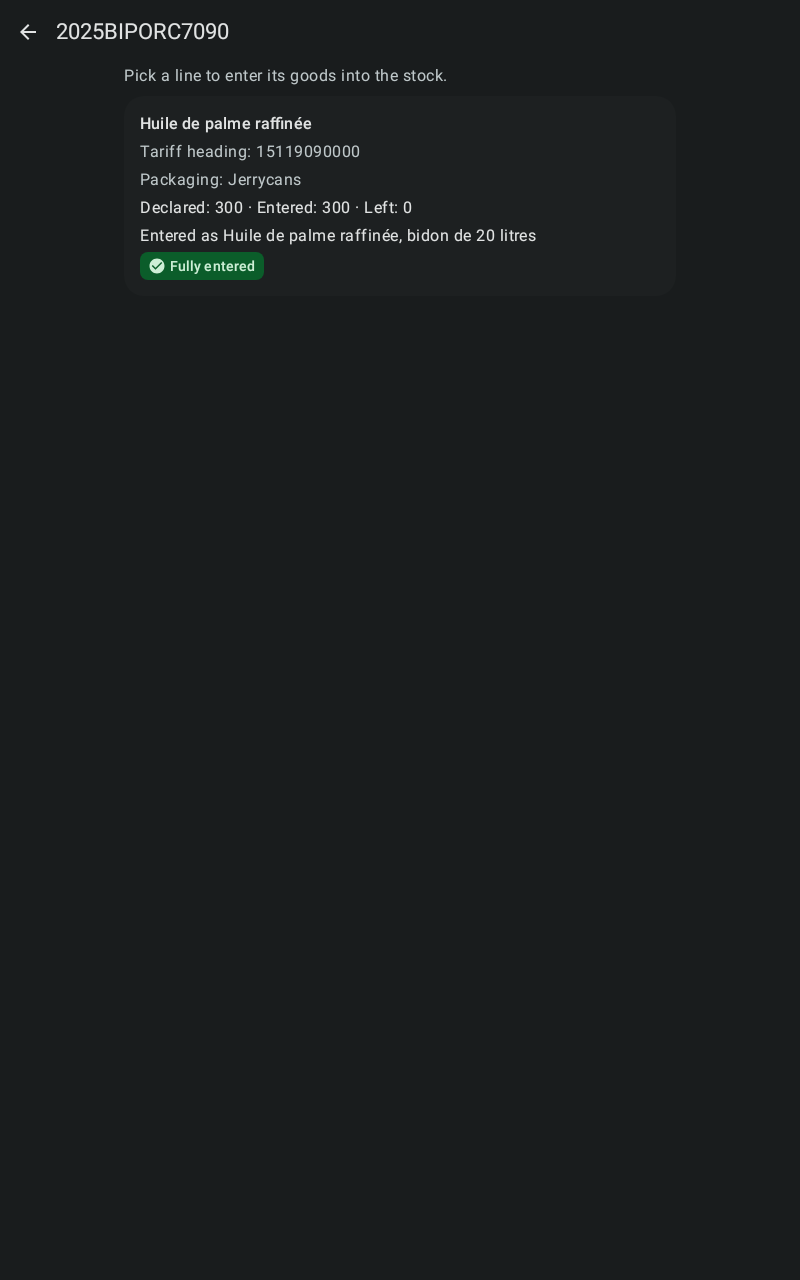 2025BIPORC7090
Pick a line to enter its goods into the stock.
Huile de palme raffinée
Tariff heading: 15119090000
Packaging: Jerrycans
Declared: 300 · Entered: 300 · Left: 0
Entered as Huile de palme raffinée, bidon de 20 litres
Fully entered